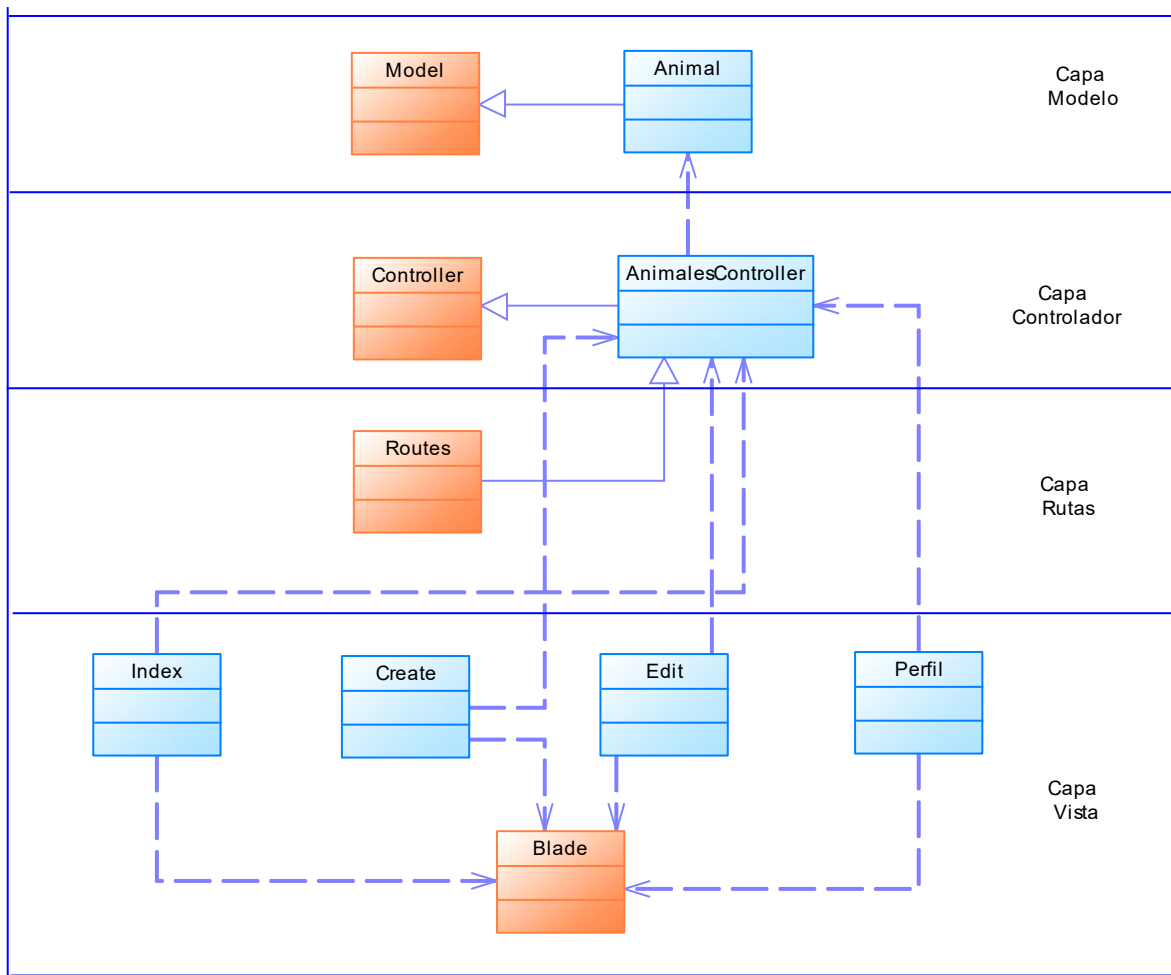 Model
Animal
Capa
Modelo
Controller
AnimalesController
Capa
Controlador
Routes
Capa
Rutas
Index
Create
Edit
Perfil
Capa
Vista
Blade